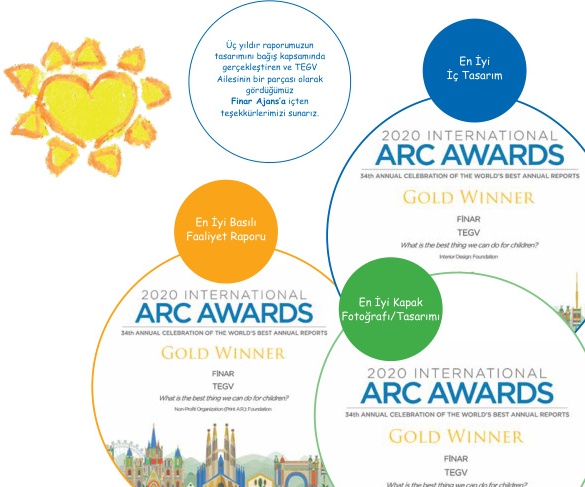 Üç yıldır raporumuzun
tasarımını bağış kapsamında
gerçekleştiren ve TEGV
Ailesinin bir parçası olarak
gördüğümüz
Finar Ajans'a içten
teşekkürlerimizi sunarız.
En İyi
İç Tasarım
2020 INTERNATIONAL
ARC AWARDS
34th ANNUAL CELEBRATION OF THE WORLD'S BEST ANNUAL REPORTS
GOLD WINNER
FİNAR
TEGV
What is the best thing we can do for children?
Interior Design: Foundation
En İyi Basılı
Faaliyet Raporu
2020 INTERNATIONAL
ARC AWARDS
34th ANNUAL CELEBRATION OF THE WORLD'S BEST ANNUAL REPORTS
GOLD WINNER
FİNAR
TEGV
What is the best thing we can do for children?
Non-Profit Organization (Print A.R.): Foundation
En İyi Kapak
Fotoğrafı/Tasarımı
2020 INTERNATIONAL
ARC AWARDS
34th ANNUAL CELEBRATION OF THE WORLD'S BEST ANNUAL REPORTS
GOLD WINNER
FİNAR
TEGV
What is the best thing we can do for children?